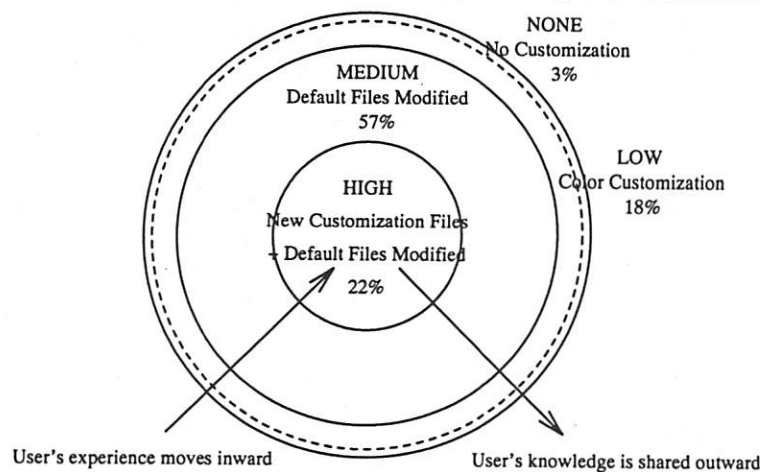 NONE
No Customization
3%
MEDIUM
Default Files Modified
57%
LOW
Color Customization
18%
HIGH
New Customization Files
+ Default Files Modified
22%
User's experience moves inward
User's knowledge is shared outward